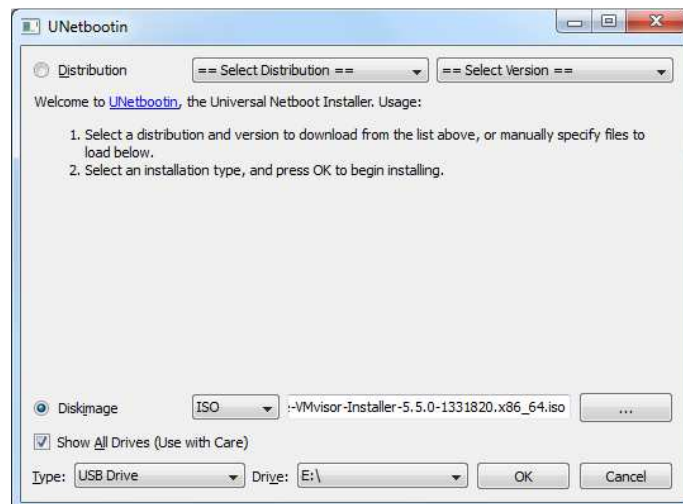 UNetbootin
Distribution == Select Distribution == == Select Version ==
Welcome to UNetbootin, the Universal Netboot Installer. Usage:
1. Select a distribution and version to download from the list above, or manually specify files to
load below.
2. Select an installation type, and press OK to begin installing.
Diskimage ISO :-VMvisor-Installer-5.5.0-1331820.x86_64.iso ...
Show All Drives (Use with Care)
Type: USB Drive Drive: E:\ OK Cancel